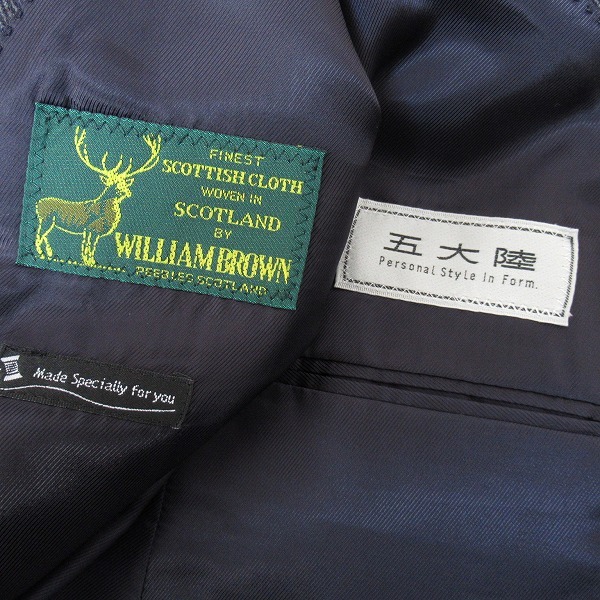 FINEST
SCOTTISH CLOTH
WOVEN IN
SCOTLAND
BY
WILLIAM BROWN
PEEBLES SCOTLAND
五大陸
Personal Style in Form.
Made Specially for you